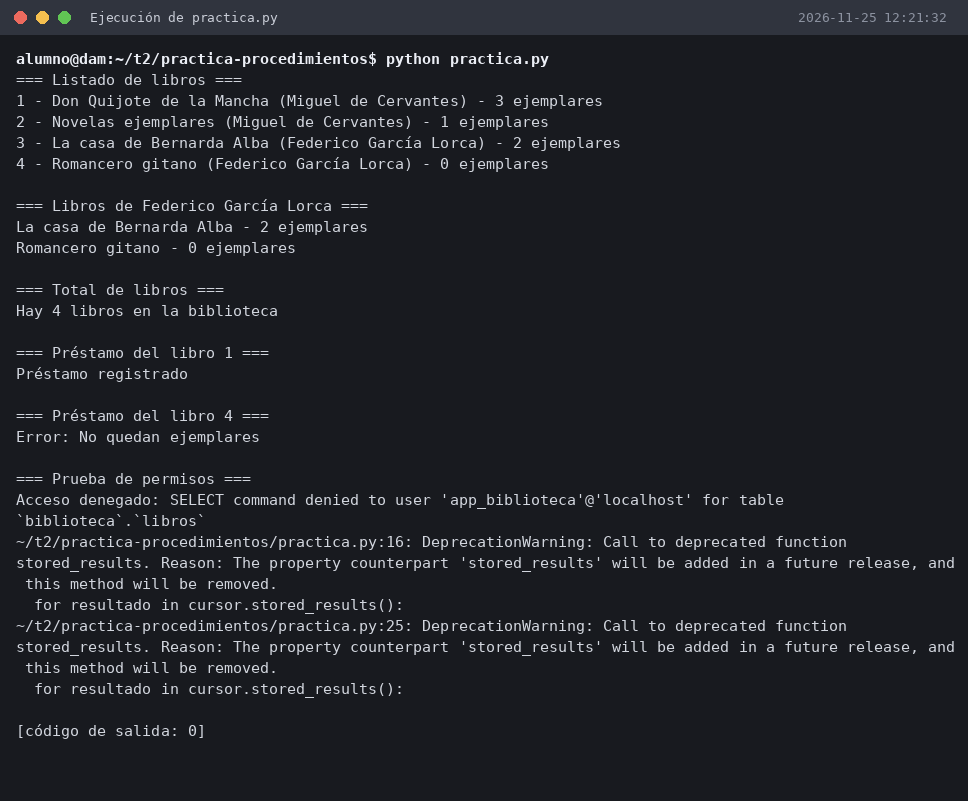 Ejecución de practica.py
2026-11-25 12:21:32
alumno@dam:~/t2/practica-procedimientos$ python practica.py
=== Listado de libros ===
1 - Don Quijote de la Mancha (Miguel de Cervantes) - 3 ejemplares
2 - Novelas ejemplares (Miguel de Cervantes) - 1 ejemplares
3 - La casa de Bernarda Alba (Federico García Lorca) - 2 ejemplares
4 - Romancero gitano (Federico García Lorca) - 0 ejemplares

=== Libros de Federico García Lorca ===
La casa de Bernarda Alba - 2 ejemplares
Romancero gitano - 0 ejemplares

=== Total de libros ===
Hay 4 libros en la biblioteca

=== Préstamo del libro 1 ===
Préstamo registrado

=== Préstamo del libro 4 ===
Error: No quedan ejemplares

=== Prueba de permisos ===
Acceso denegado: SELECT command denied to user 'app_biblioteca'@'localhost' for table
`biblioteca`.`libros`
~/t2/practica-procedimientos/practica.py:16: DeprecationWarning: Call to deprecated function
stored_results. Reason: The property counterpart 'stored_results' will be added in a future release, and
 this method will be removed.
  for resultado in cursor.stored_results():
~/t2/practica-procedimientos/practica.py:25: DeprecationWarning: Call to deprecated function
stored_results. Reason: The property counterpart 'stored_results' will be added in a future release, and
 this method will be removed.
  for resultado in cursor.stored_results():

[código de salida: 0]